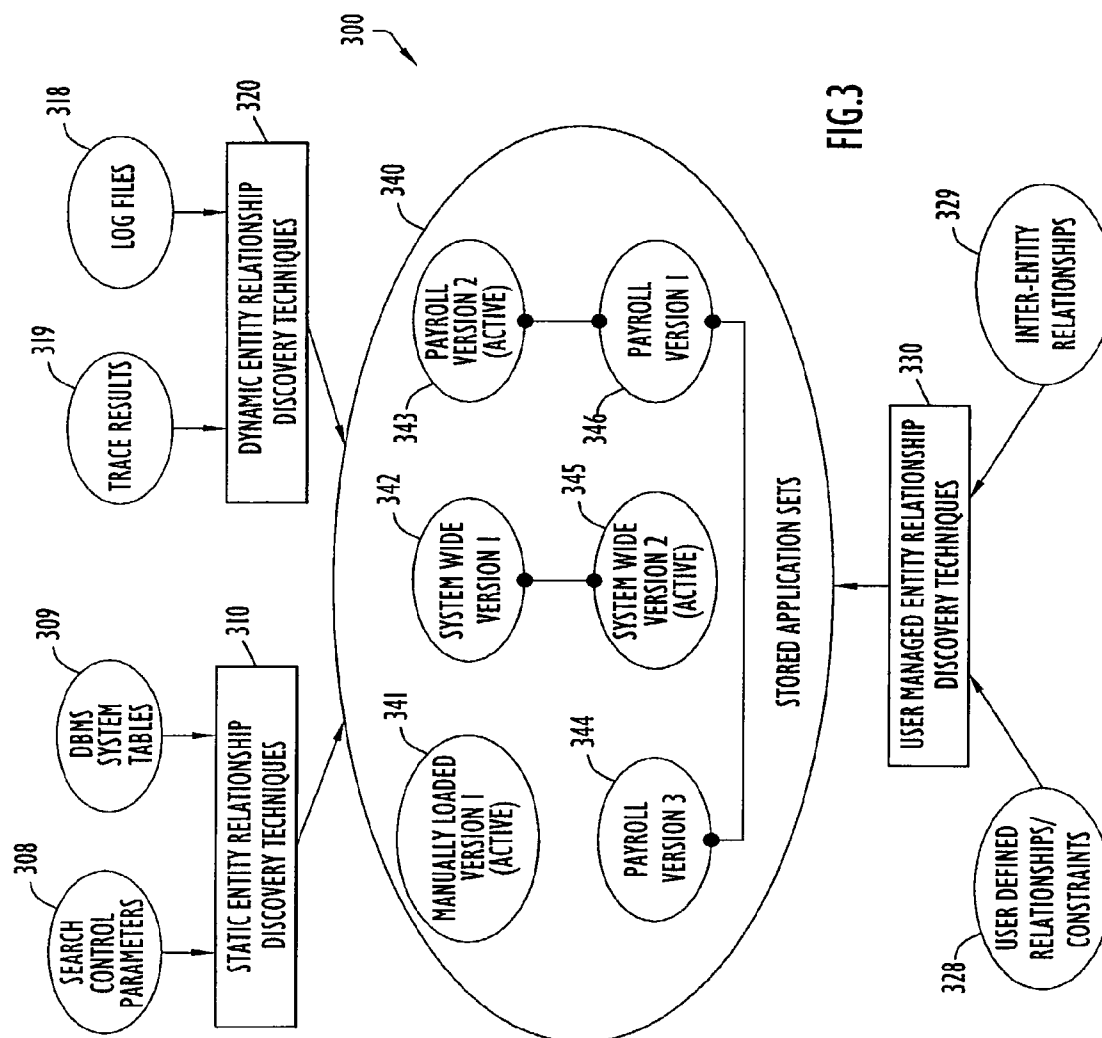 308
SEARCH
CONTROL
PARAMETERS
309
DBMS
SYSTEM
TABLES
310
STATIC ENTITY RELATIONSHIP
DISCOVERY TECHNIQUES
319
TRACE RESULTS
318
LOG FILES
320
DYNAMIC ENTITY RELATIONSHIP
DISCOVERY TECHNIQUES
300
340
341
MANUALLY LOADED
VERSION 1
(ACTIVE)
342
SYSTEM WIDE
VERSION 1
343
PAYROLL
VERSION 2
(ACTIVE)
344
PAYROLL
VERSION 3
345
SYSTEM WIDE
VERSION 2
(ACTIVE)
346
PAYROLL
VERSION 1
STORED APPLICATION SETS
330
USER MANAGED ENTITY RELATIONSHIP
DISCOVERY TECHNIQUES
328
USER DEFINED
RELATIONSHIPS/
CONSTRAINTS
329
INTER-ENTITY
RELATIONSHIPS
FIG.3